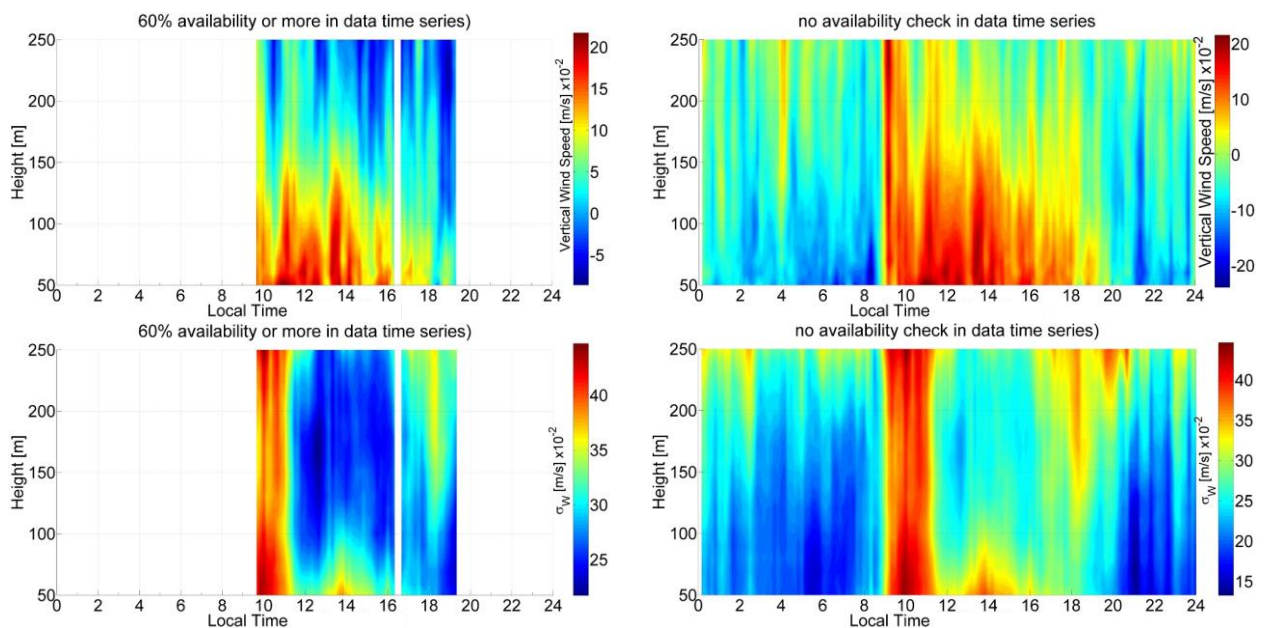 60% availability or more in data time series)
250
200
150
100
50
Height [m]
0 2 4 6 8 10 12 14 16 18 20 22 24
Local Time
20
15
10
5
0
-5
Vertical Wind Speed [m/s] x10-2
no availability check in data time series
250
200
150
100
50
Height [m]
0 2 4 6 8 10 12 14 16 18 20 22 24
Local Time
20
10
0
-10
-20
Vertical Wind Speed [m/s] x10-2
60% availability or more in data time series)
250
200
150
100
50
Height [m]
0 2 4 6 8 10 12 14 16 18 20 22 24
Local Time
40
35
30
25
σW [m/s] x10-2
no availability check in data time series)
250
200
150
100
50
Height [m]
0 2 4 6 8 10 12 14 16 18 20 22 24
Local Time
40
35
30
25
20
15
σW [m/s] x10-2